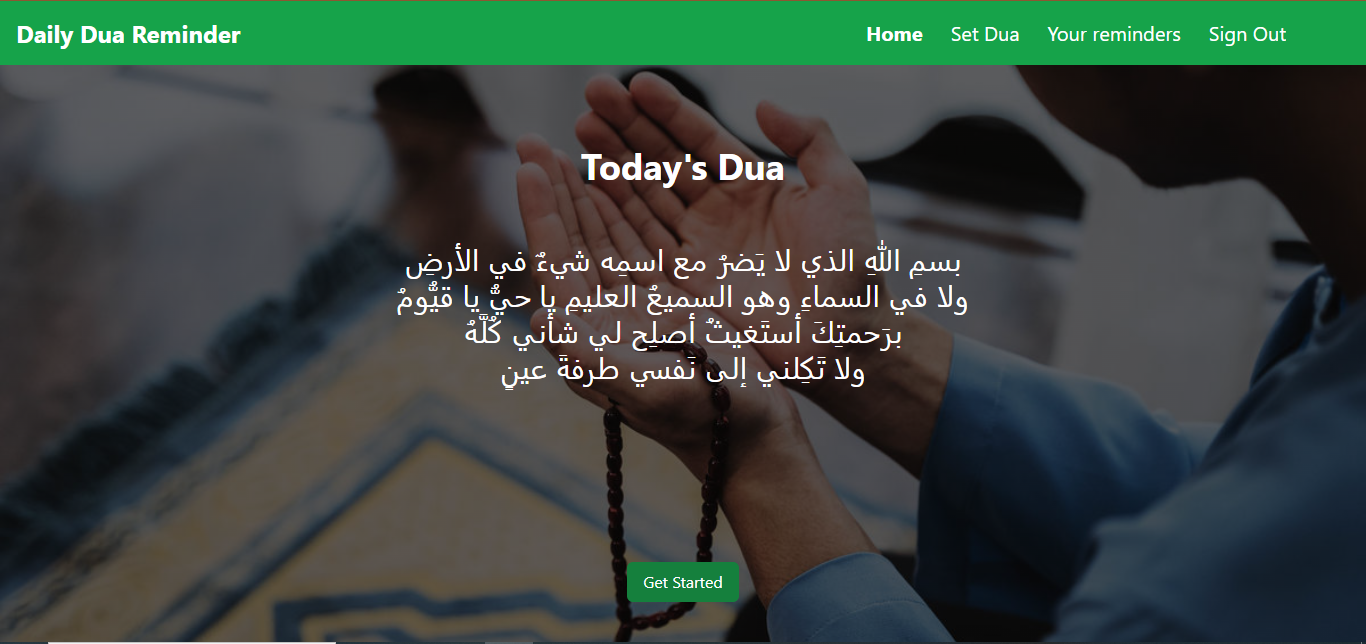 Daily Dua Reminder
Home Set Dua Your reminders Sign Out
Today's Dua
بسمِ اللّٰهِ الذي لا يَضرُ مع اسمِه شيءٌ في الأرضِ
ولا في السماءِ وهو السميعُ العليمِ يا حيُّ يا قيُّومُ
برَحمتِكَ أستَغيثُ أصلِح لي شأني كُلَّهُ
ولا تَكِلني إلى نَفسي طرفةَ عينٍ
Get Started